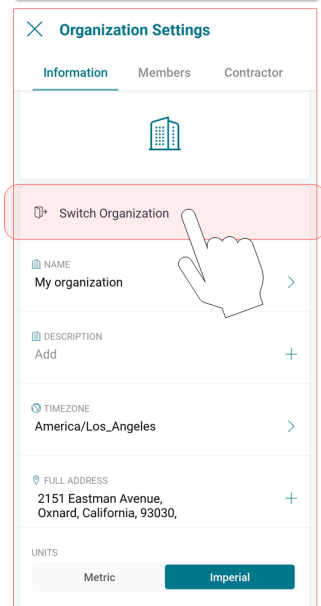 Organization Settings
Information Members Contractor
Switch Organization
NAME
My organization
DESCRIPTION
Add
TIMEZONE
America/Los_Angeles
FULL ADDRESS
2151 Eastman Avenue,
Oxnard, California, 93030,
UNITS
Metric Imperial